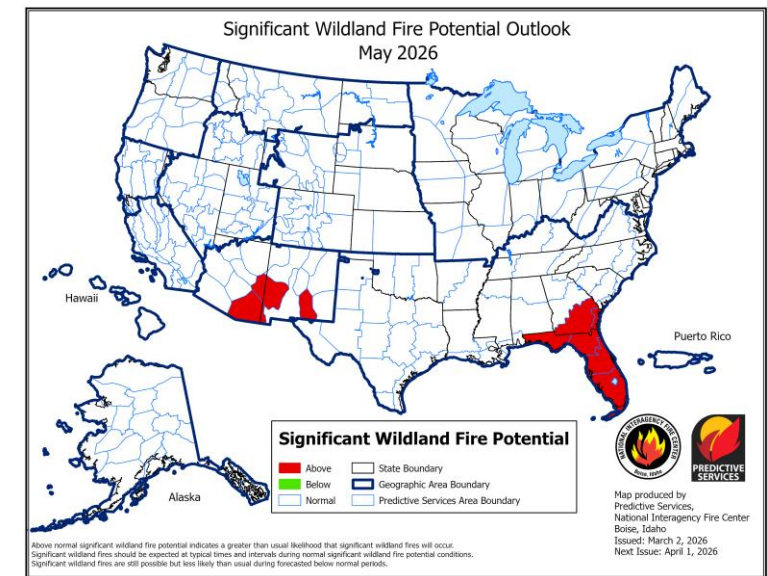 Significant Wildland Fire Potential Outlook
May 2026
Hawaii
Puerto Rico
Alaska
Significant Wildland Fire Potential
Above
Below
Normal
State Boundary
Geographic Area Boundary
Predictive Services Area Boundary
NATIONAL INTERAGENCY FIRE CENTER
Boise, Idaho
PREDICTIVE
SERVICES
Map produced by
Predictive Services,
National Interagency Fire Center
Boise, Idaho
Issued: March 2, 2026
Next Issue: April 1, 2026
Above normal significant wildland fire potential indicates a greater than usual likelihood that significant wildland fires will occur.
Significant wildland fires should be expected at typical times and intervals during normal significant wildland fire potential conditions.
Significant wildland fires are still possible but less likely than usual during forecasted below normal periods.